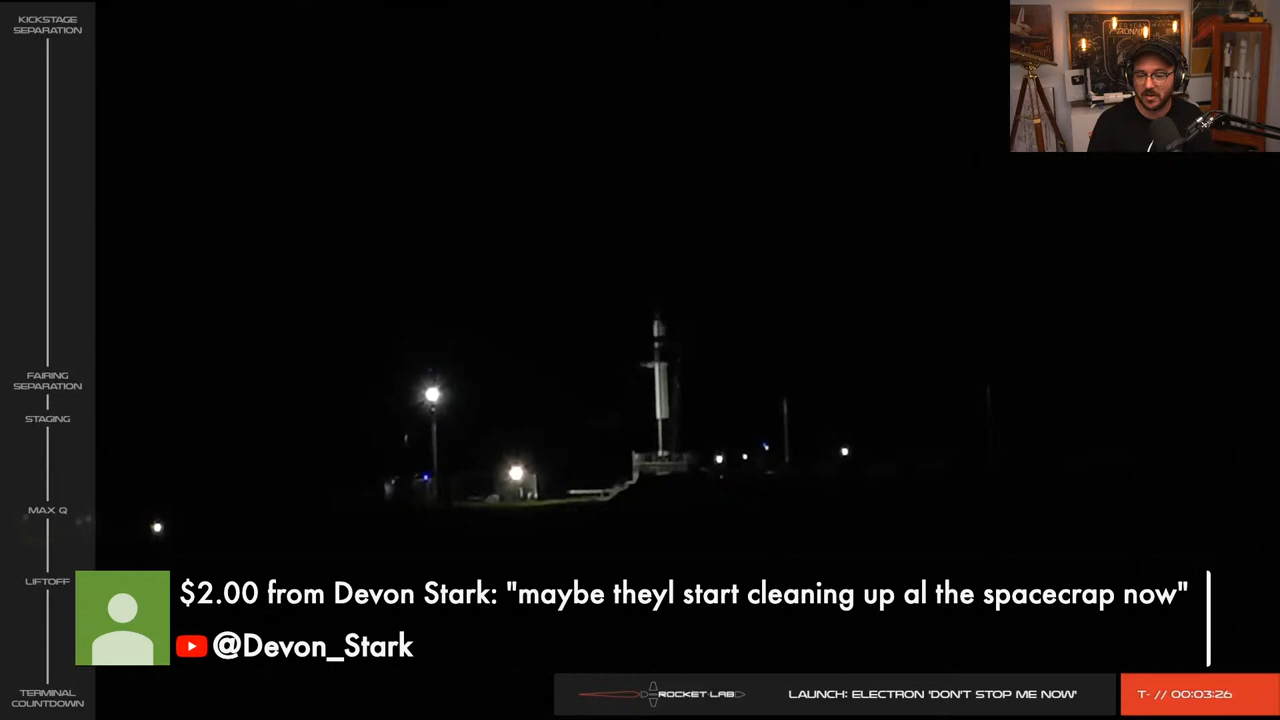 KICKSTAGE
SEPARATION
FAIRING
SEPARATION
STAGING
MAX Q
LIFTOFF
$2.00 from Devon Stark: "maybe theyl start cleaning up al the spacecrap now"
@Devon_Stark
TERMINAL
COUNTDOWN
ROCKET LAB
LAUNCH: ELECTRON 'DON'T STOP ME NOW'
T- // 00:03:26